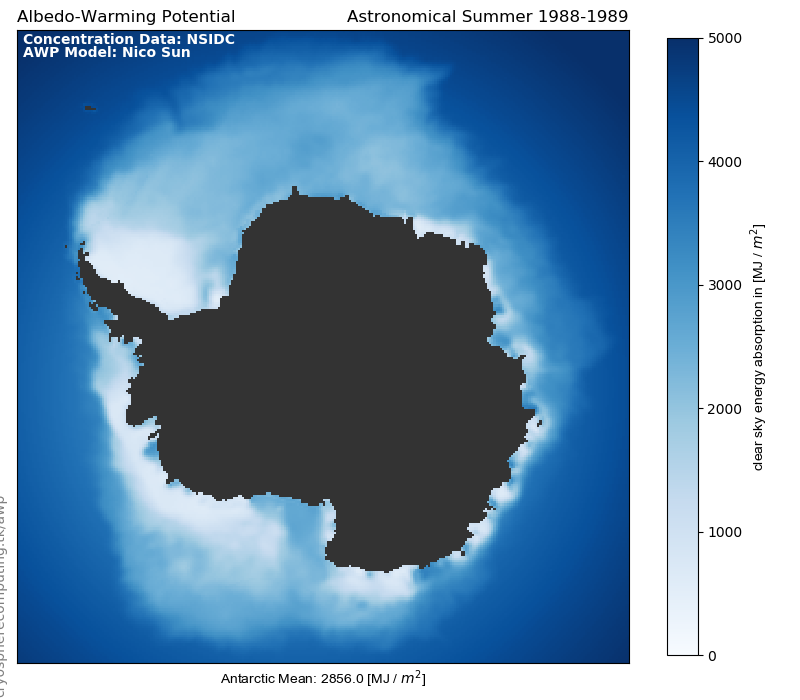 Albedo-Warming Potential
Astronomical Summer 1988-1989
Concentration Data: NSIDC
AWP Model: Nico Sun
5000
4000
3000
2000
1000
0
clear sky energy absorption in [MJ / m²]
Antarctic Mean: 2856.0 [MJ / m²]